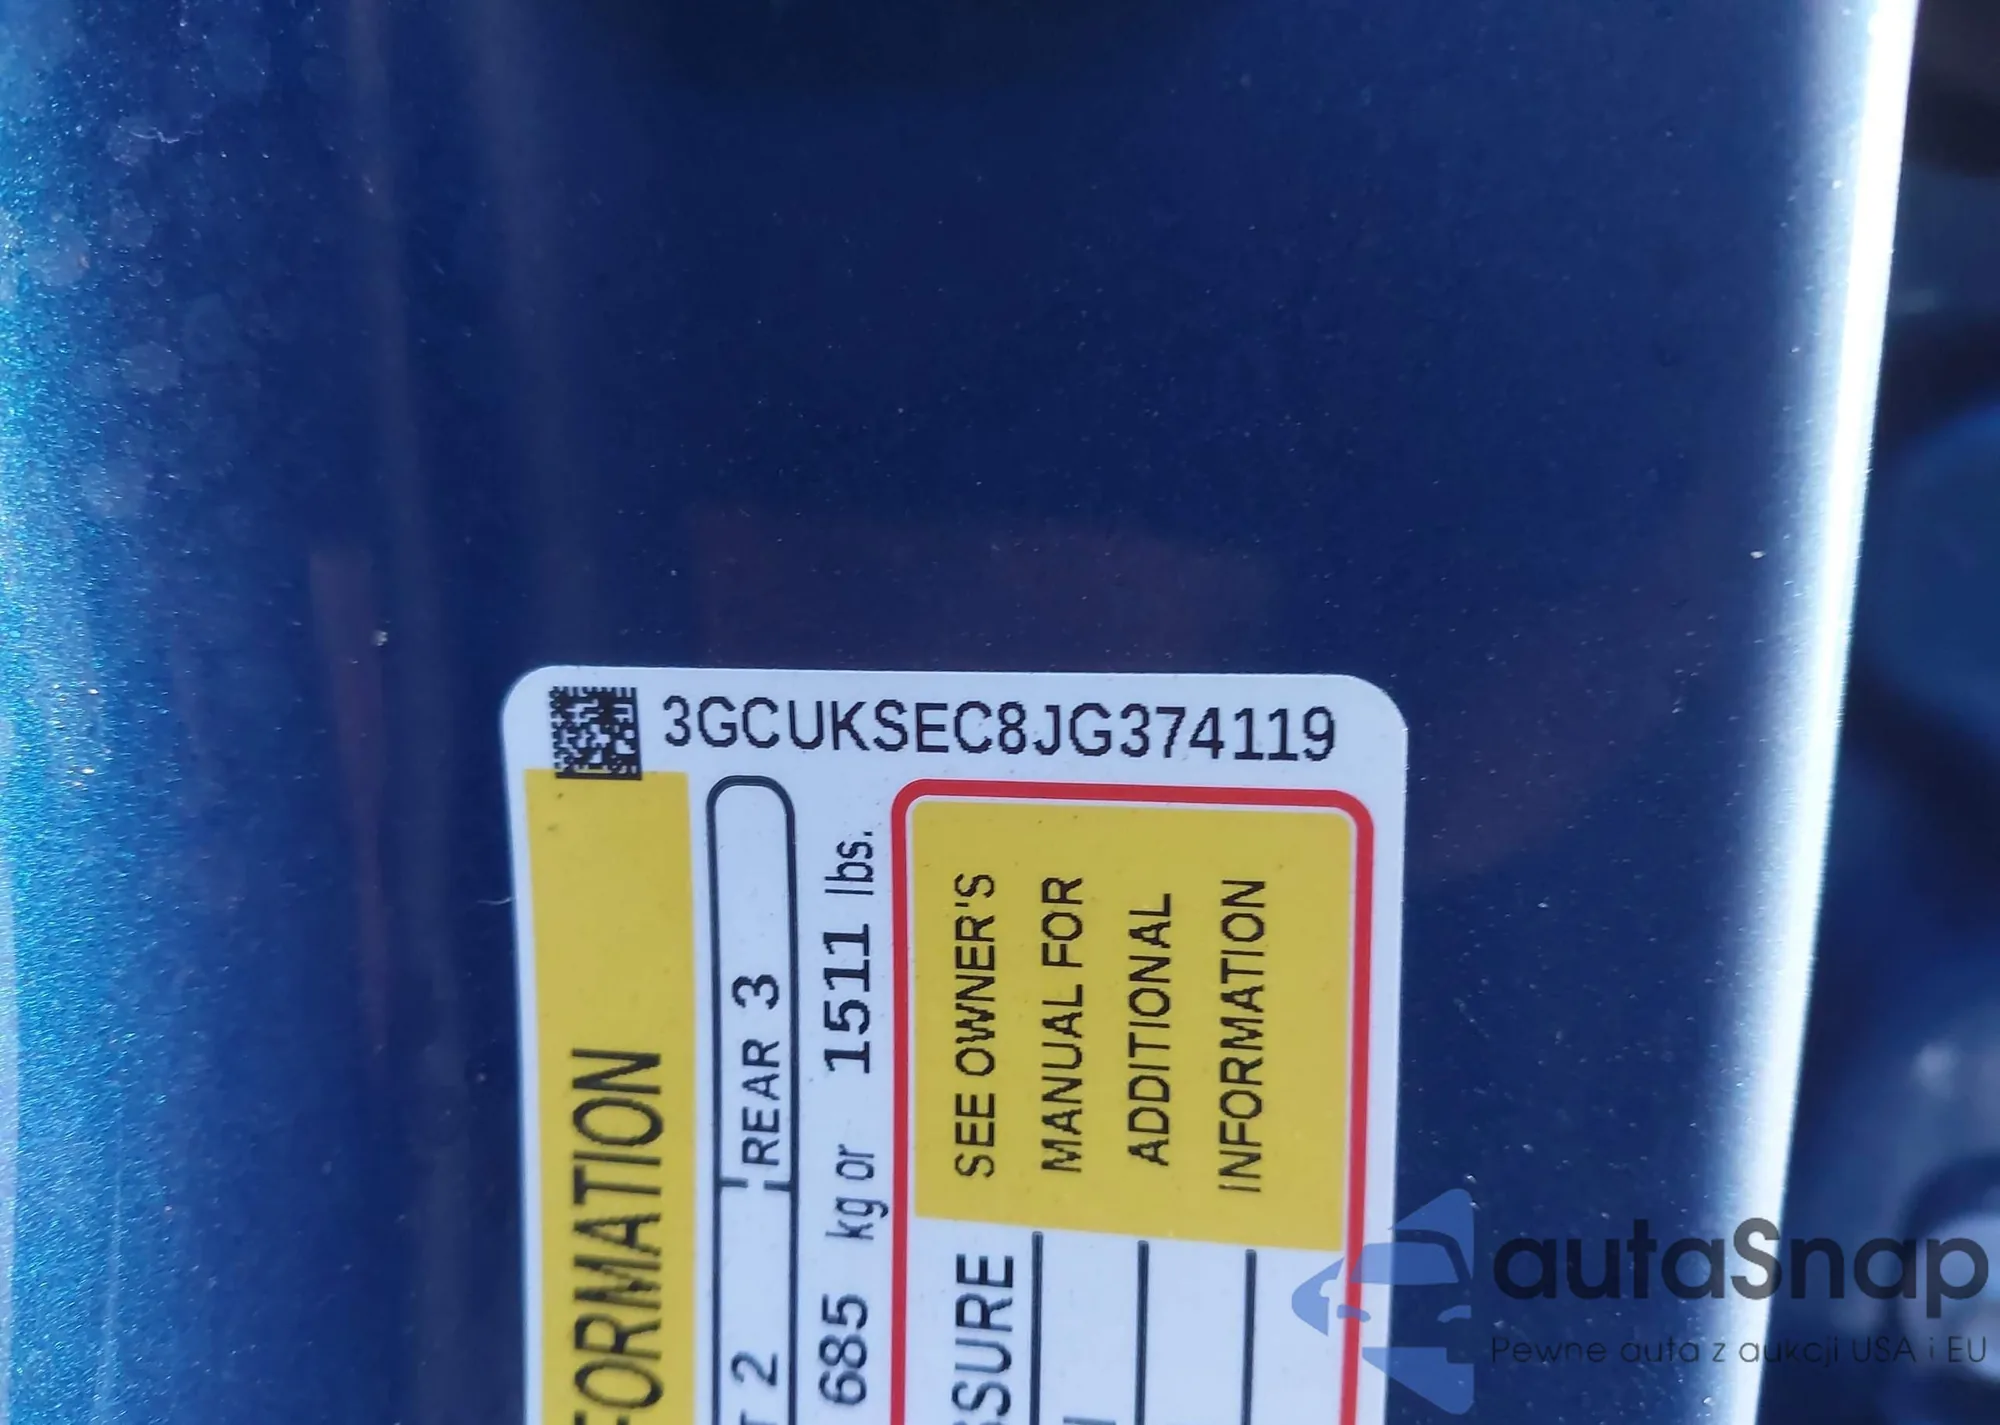 3GCUKSEC8JG374119
FORMATION
T 2 REAR 3
685 kg or 1511 lbs.
SSURE
SEE OWNER'S
MANUAL FOR
ADDITIONAL
INFORMATION
autaSnap
Pewne auta z aukcji USA i EU